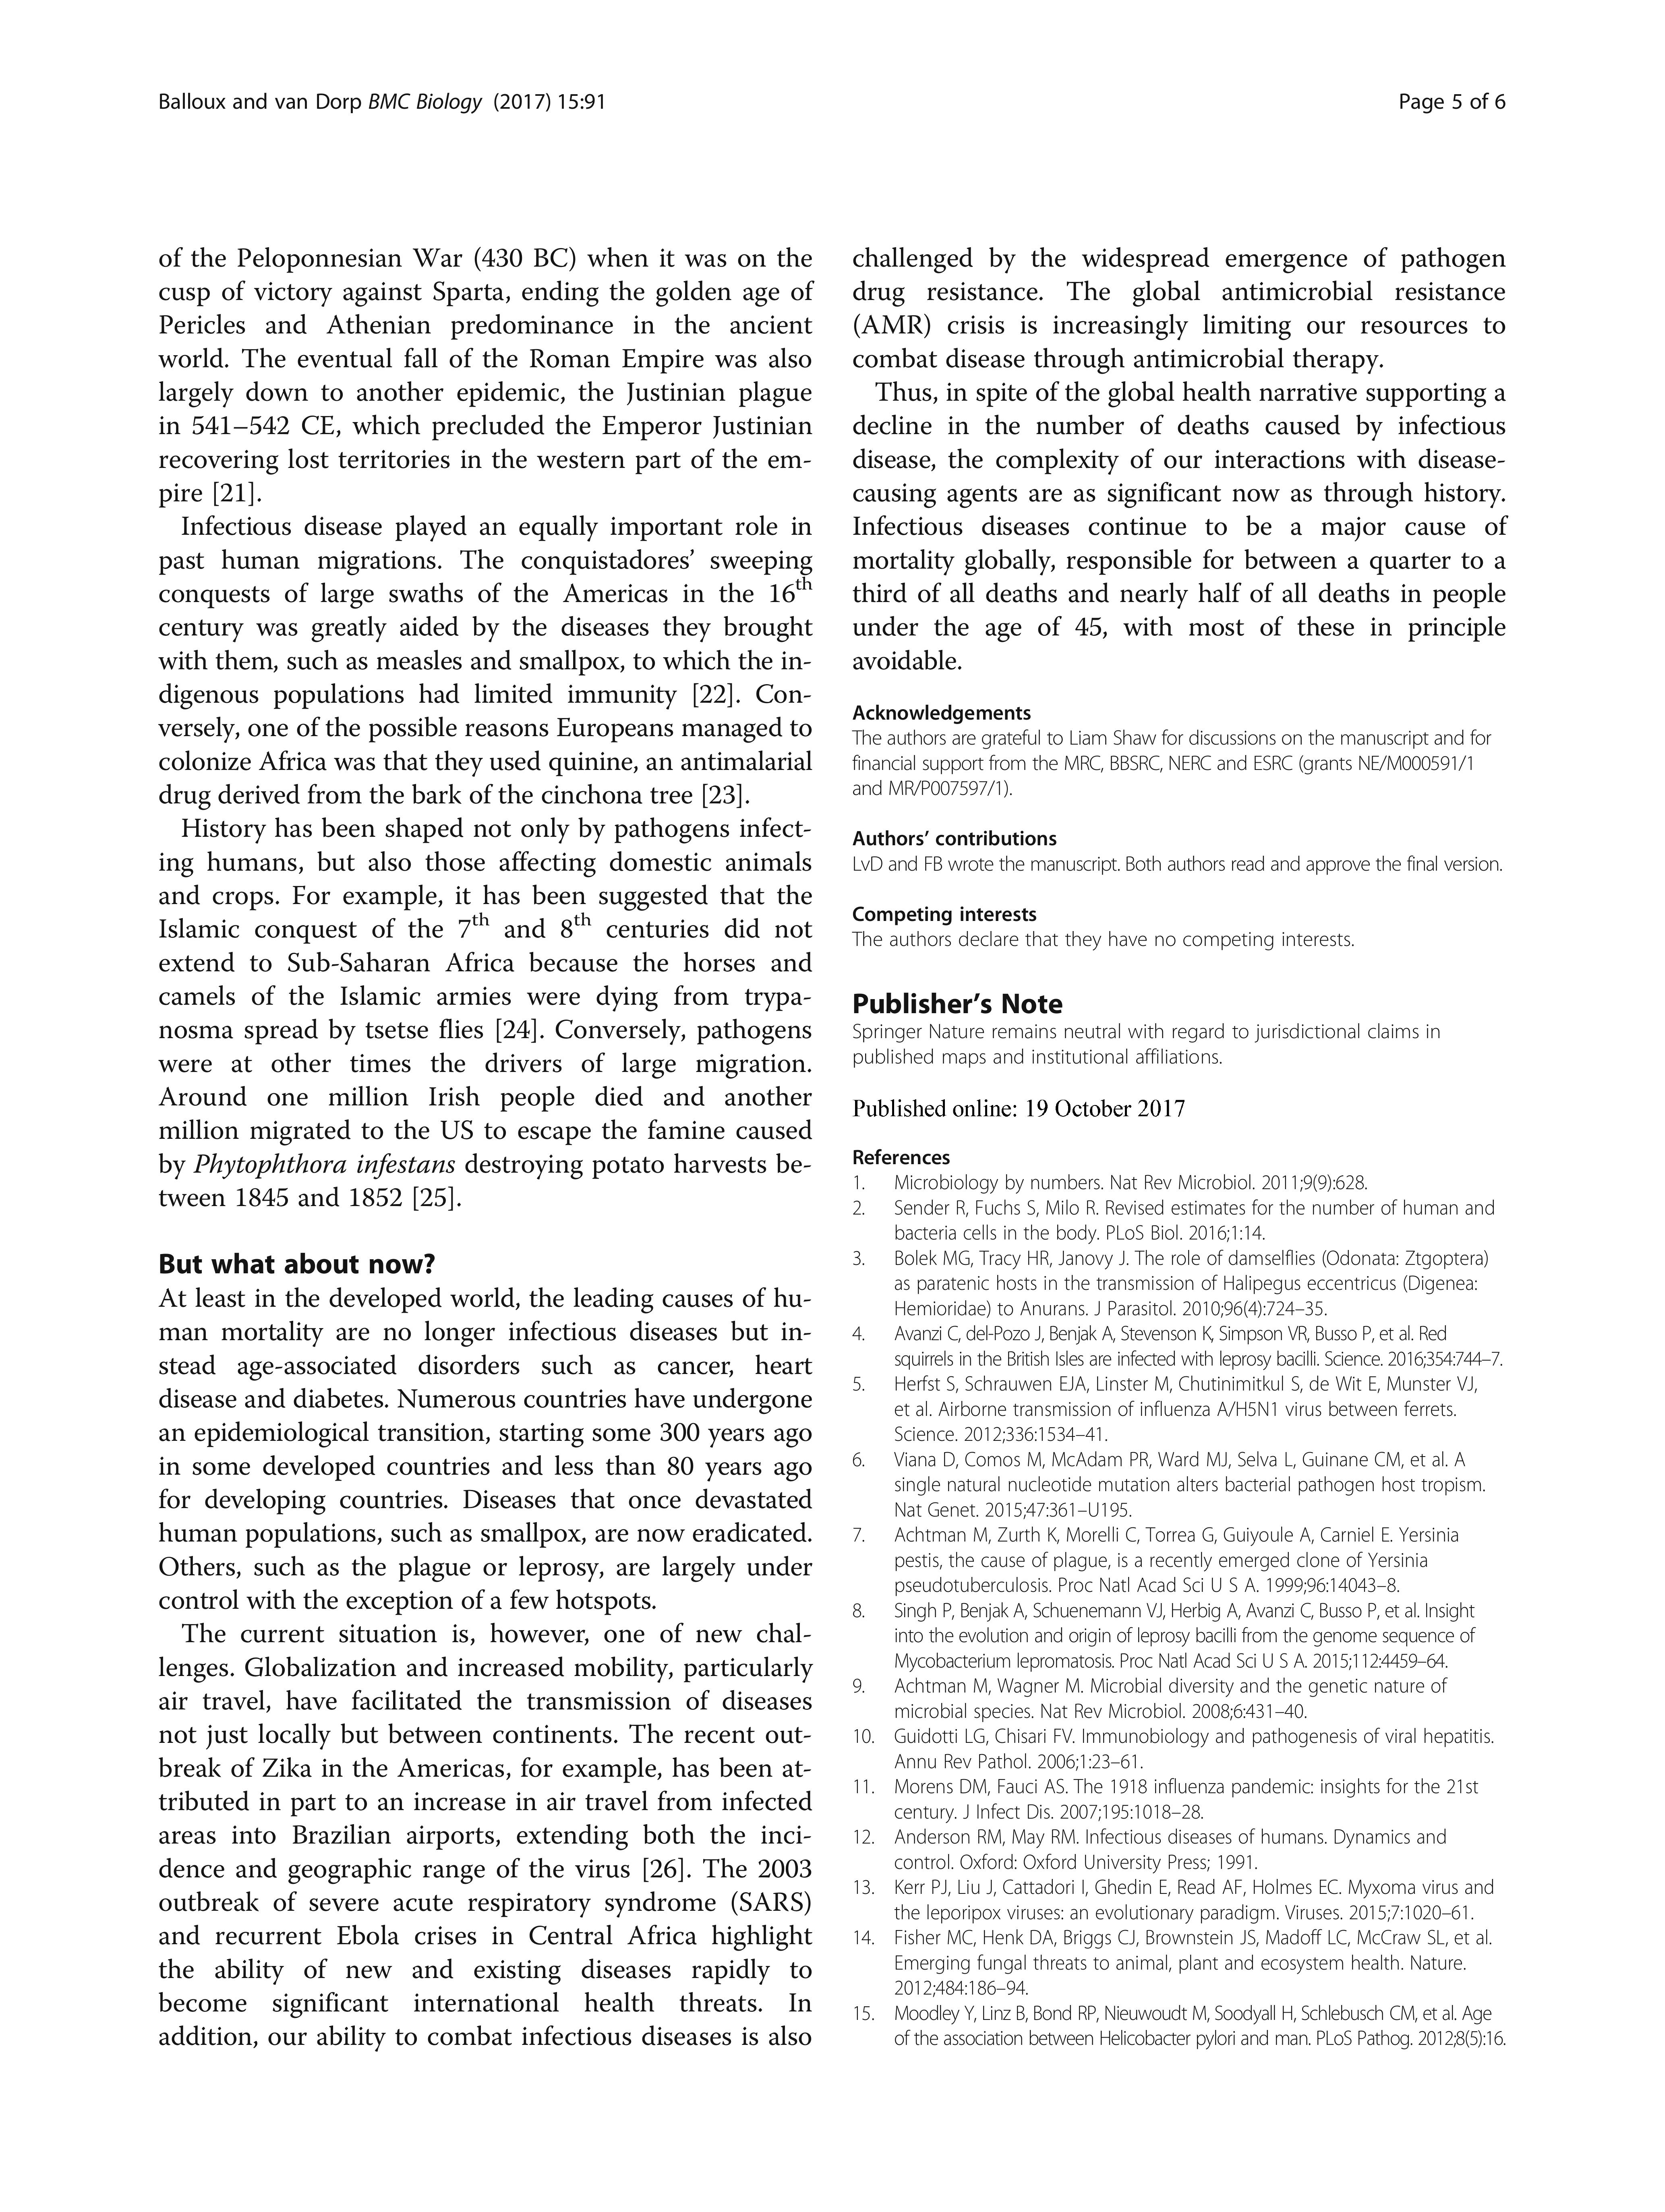 Balloux and van Dorp BMC Biology (2017) 15:91
Page 5 of 6
of the Peloponnesian War (430 BC) when it was on the
cusp of victory against Sparta, ending the golden age of
Pericles and Athenian predominance in the ancient
world. The eventual fall of the Roman Empire was also
largely down to another epidemic, the Justinian plague
in 541–542 CE, which precluded the Emperor Justinian
recovering lost territories in the western part of the em-
pire [21].
Infectious disease played an equally important role in
past human migrations. The conquistadores’ sweeping
conquests of large swaths of the Americas in the 16th
century was greatly aided by the diseases they brought
with them, such as measles and smallpox, to which the in-
digenous populations had limited immunity [22]. Con-
versely, one of the possible reasons Europeans managed to
colonize Africa was that they used quinine, an antimalarial
drug derived from the bark of the cinchona tree [23].
History has been shaped not only by pathogens infect-
ing humans, but also those affecting domestic animals
and crops. For example, it has been suggested that the
Islamic conquest of the 7th and 8th centuries did not
extend to Sub-Saharan Africa because the horses and
camels of the Islamic armies were dying from trypa-
nosma spread by tsetse flies [24]. Conversely, pathogens
were at other times the drivers of large migration.
Around one million Irish people died and another
million migrated to the US to escape the famine caused
by Phytophthora infestans destroying potato harvests be-
tween 1845 and 1852 [25].
But what about now?
At least in the developed world, the leading causes of hu-
man mortality are no longer infectious diseases but in-
stead age-associated disorders such as cancer, heart
disease and diabetes. Numerous countries have undergone
an epidemiological transition, starting some 300 years ago
in some developed countries and less than 80 years ago
for developing countries. Diseases that once devastated
human populations, such as smallpox, are now eradicated.
Others, such as the plague or leprosy, are largely under
control with the exception of a few hotspots.
The current situation is, however, one of new chal-
lenges. Globalization and increased mobility, particularly
air travel, have facilitated the transmission of diseases
not just locally but between continents. The recent out-
break of Zika in the Americas, for example, has been at-
tributed in part to an increase in air travel from infected
areas into Brazilian airports, extending both the inci-
dence and geographic range of the virus [26]. The 2003
outbreak of severe acute respiratory syndrome (SARS)
and recurrent Ebola crises in Central Africa highlight
the ability of new and existing diseases rapidly to
become significant international health threats. In
addition, our ability to combat infectious diseases is also
challenged by the widespread emergence of pathogen
drug resistance. The global antimicrobial resistance
(AMR) crisis is increasingly limiting our resources to
combat disease through antimicrobial therapy.
Thus, in spite of the global health narrative supporting a
decline in the number of deaths caused by infectious
disease, the complexity of our interactions with disease-
causing agents are as significant now as through history.
Infectious diseases continue to be a major cause of
mortality globally, responsible for between a quarter to a
third of all deaths and nearly half of all deaths in people
under the age of 45, with most of these in principle
avoidable.
Acknowledgements
The authors are grateful to Liam Shaw for discussions on the manuscript and for
financial support from the MRC, BBSRC, NERC and ESRC (grants NE/M000591/1
and MR/P007597/1).
Authors’ contributions
LvD and FB wrote the manuscript. Both authors read and approve the final version.
Competing interests
The authors declare that they have no competing interests.
Publisher’s Note
Springer Nature remains neutral with regard to jurisdictional claims in
published maps and institutional affiliations.
Published online: 19 October 2017
References
1. Microbiology by numbers. Nat Rev Microbiol. 2011;9(9):628.
2. Sender R, Fuchs S, Milo R. Revised estimates for the number of human and
bacteria cells in the body. PLoS Biol. 2016;1:14.
3. Bolek MG, Tracy HR, Janovy J. The role of damselflies (Odonata: Ztgoptera)
as paratenic hosts in the transmission of Halipegus eccentricus (Digenea:
Hemioridae) to Anurans. J Parasitol. 2010;96(4):724–35.
4. Avanzi C, del-Pozo J, Benjak A, Stevenson K, Simpson VR, Busso P, et al. Red
squirrels in the British Isles are infected with leprosy bacilli. Science. 2016;354:744–7.
5. Herfst S, Schrauwen EJA, Linster M, Chutinimitkul S, de Wit E, Munster VJ,
et al. Airborne transmission of influenza A/H5N1 virus between ferrets.
Science. 2012;336:1534–41.
6. Viana D, Comos M, McAdam PR, Ward MJ, Selva L, Guinane CM, et al. A
single natural nucleotide mutation alters bacterial pathogen host tropism.
Nat Genet. 2015;47:361–U195.
7. Achtman M, Zurth K, Morelli C, Torrea G, Guiyoule A, Carniel E. Yersinia
pestis, the cause of plague, is a recently emerged clone of Yersinia
pseudotuberculosis. Proc Natl Acad Sci U S A. 1999;96:14043–8.
8. Singh P, Benjak A, Schuenemann VJ, Herbig A, Avanzi C, Busso P, et al. Insight
into the evolution and origin of leprosy bacilli from the genome sequence of
Mycobacterium lepromatosis. Proc Natl Acad Sci U S A. 2015;112:4459–64.
9. Achtman M, Wagner M. Microbial diversity and the genetic nature of
microbial species. Nat Rev Microbiol. 2008;6:431–40.
10. Guidotti LG, Chisari FV. Immunobiology and pathogenesis of viral hepatitis.
Annu Rev Pathol. 2006;1:23–61.
11. Morens DM, Fauci AS. The 1918 influenza pandemic: insights for the 21st
century. J Infect Dis. 2007;195:1018–28.
12. Anderson RM, May RM. Infectious diseases of humans. Dynamics and
control. Oxford: Oxford University Press; 1991.
13. Kerr PJ, Liu J, Cattadori I, Ghedin E, Read AF, Holmes EC. Myxoma virus and
the leporipox viruses: an evolutionary paradigm. Viruses. 2015;7:1020–61.
14. Fisher MC, Henk DA, Briggs CJ, Brownstein JS, Madoff LC, McCraw SL, et al.
Emerging fungal threats to animal, plant and ecosystem health. Nature.
2012;484:186–94.
15. Moodley Y, Linz B, Bond RP, Nieuwoudt M, Soodyall H, Schlebusch CM, et al. Age
of the association between Helicobacter pylori and man. PLoS Pathog. 2012;8(5):16.